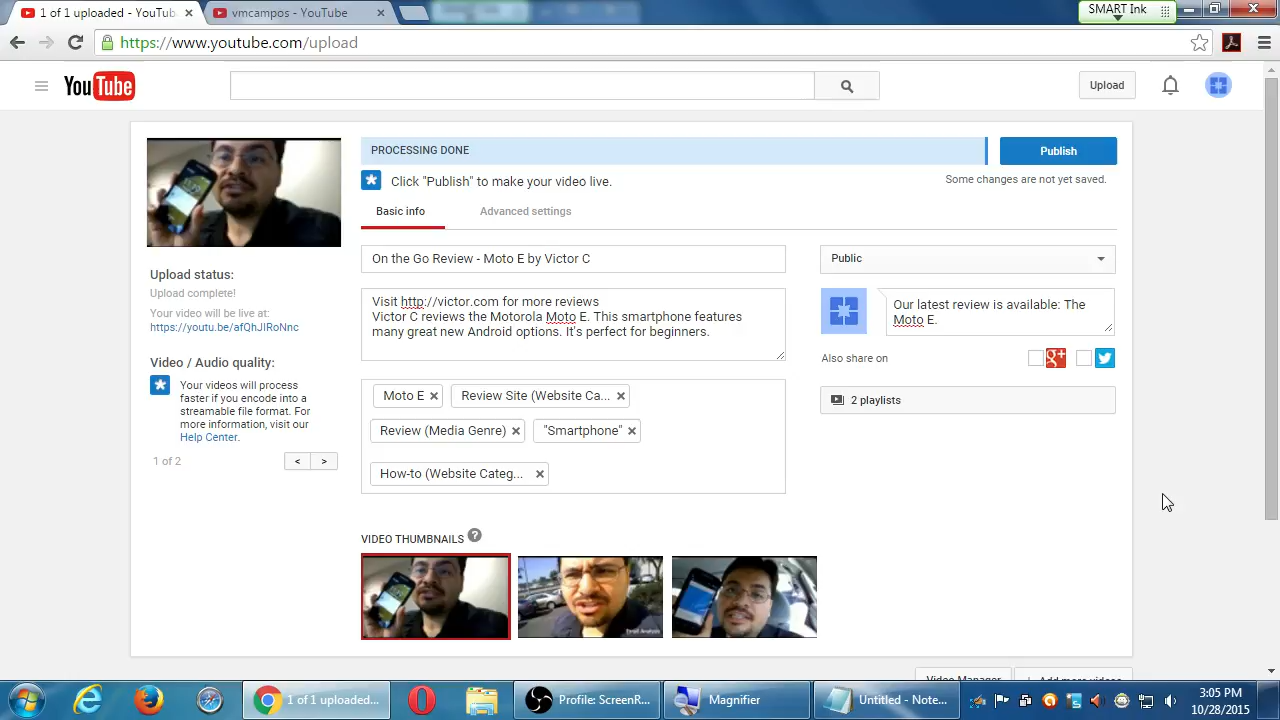 1 of 1 uploaded - YouTub
vmcampos - YouTube
SMART Ink
https://www.youtube.com/upload
YouTube
Upload
PROCESSING DONE
Publish
Click "Publish" to make your video live.
Some changes are not yet saved.
Basic info
Advanced settings
On the Go Review - Moto E by Victor C
Public
Visit http://victor.com for more reviews
Victor C reviews the Motorola Moto E. This smartphone features
many great new Android options. It's perfect for beginners.
Our latest review is available: The
Moto E.
Upload status:
Upload complete!
Your video will be live at:
https://youtu.be/afQhJIRoNnc
Also share on
g+
Video / Audio quality:
Your videos will process
faster if you encode into a
streamable file format. For
more information, visit our
Help Center.
1 of 2
<
>
Moto E
Review Site (Website Ca...
2 playlists
Review (Media Genre)
"Smartphone"
How-to (Website Categ...
VIDEO THUMBNAILS ?
Video Manager
+ Add more videos
1 of 1 uploaded...
Profile: ScreenR...
Magnifier
Untitled - Note...
3:05 PM
10/28/2015